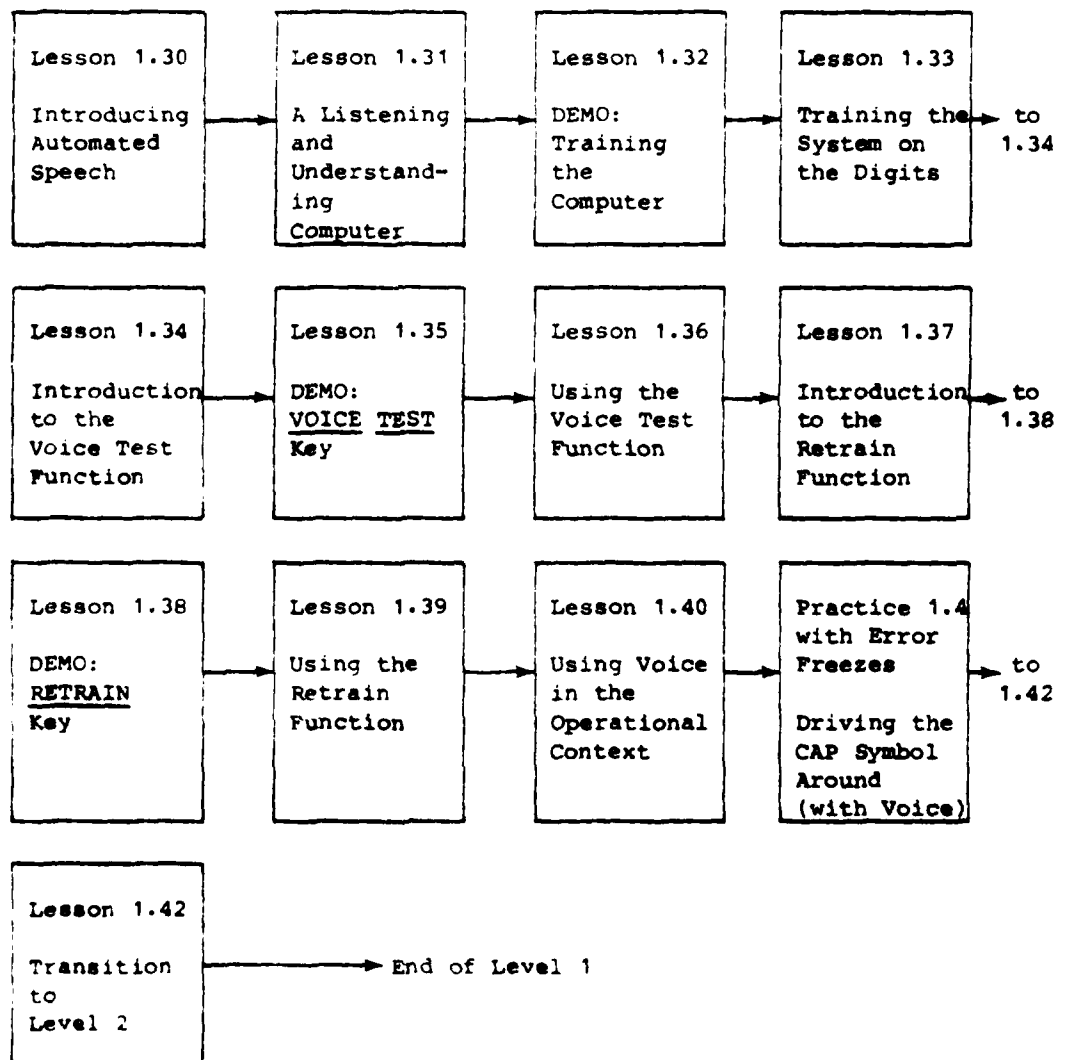 Lesson 1.30
Introducing
Automated
Speech
Lesson 1.31
A Listening
and
Understand-
ing
Computer
Lesson 1.32
DEMO:
Training
the
Computer
Lesson 1.33
Training the
System on
the Digits
to
1.34
Lesson 1.34
Introduction
to the
Voice Test
Function
Lesson 1.35
DEMO:
VOICE TEST
Key
Lesson 1.36
Using the
Voice Test
Function
Lesson 1.37
Introduction
to the
Retrain
Function
to
1.38
Lesson 1.38
DEMO:
RETRAIN
Key
Lesson 1.39
Using the
Retrain
Function
Lesson 1.40
Using Voice
in the
Operational
Context
Practice 1.4
with Error
Freezes
Driving the
CAP Symbol
Around
(with Voice)
to
1.42
Lesson 1.42
Transition
to
Level 2
End of Level 1